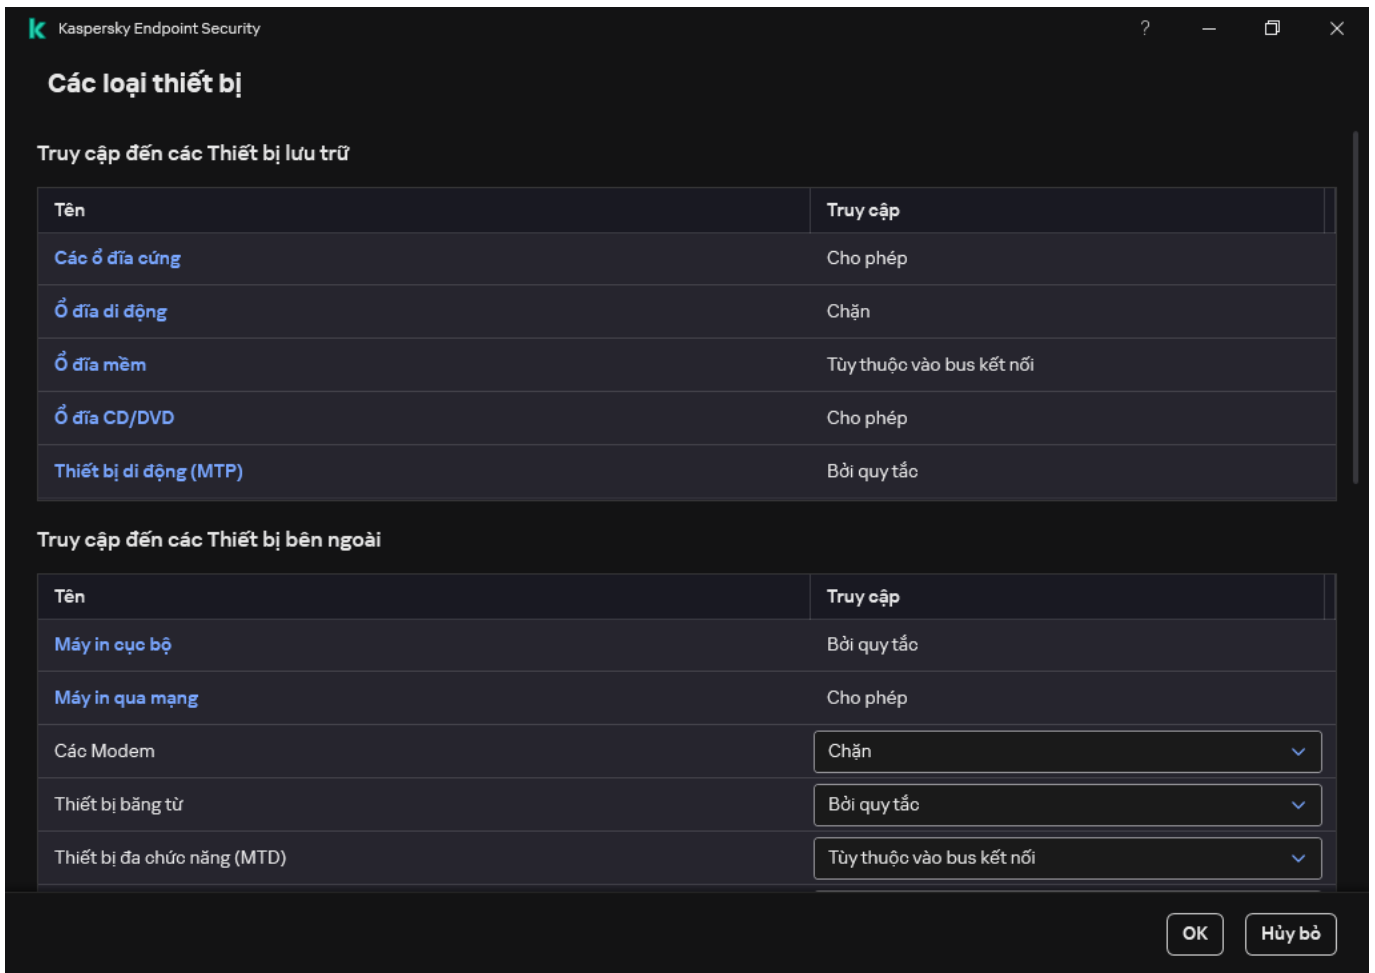 Kaspersky Endpoint Security
?
Các loại thiết bị
Truy cập đến các Thiết bị lưu trữ
Tên Truy cập
Các ổ đĩa cứng Cho phép
Ổ đĩa di động Chặn
Ổ đĩa mềm Tùy thuộc vào bus kết nối
Ổ đĩa CD/DVD Cho phép
Thiết bị di động (MTP) Bởi quy tắc
Truy cập đến các Thiết bị bên ngoài
Tên Truy cập
Máy in cục bộ Bởi quy tắc
Máy in qua mạng Cho phép
Các Modem Chặn
Thiết bị băng từ Bởi quy tắc
Thiết bị đa chức năng (MTD) Tùy thuộc vào bus kết nối
OK Hủy bỏ